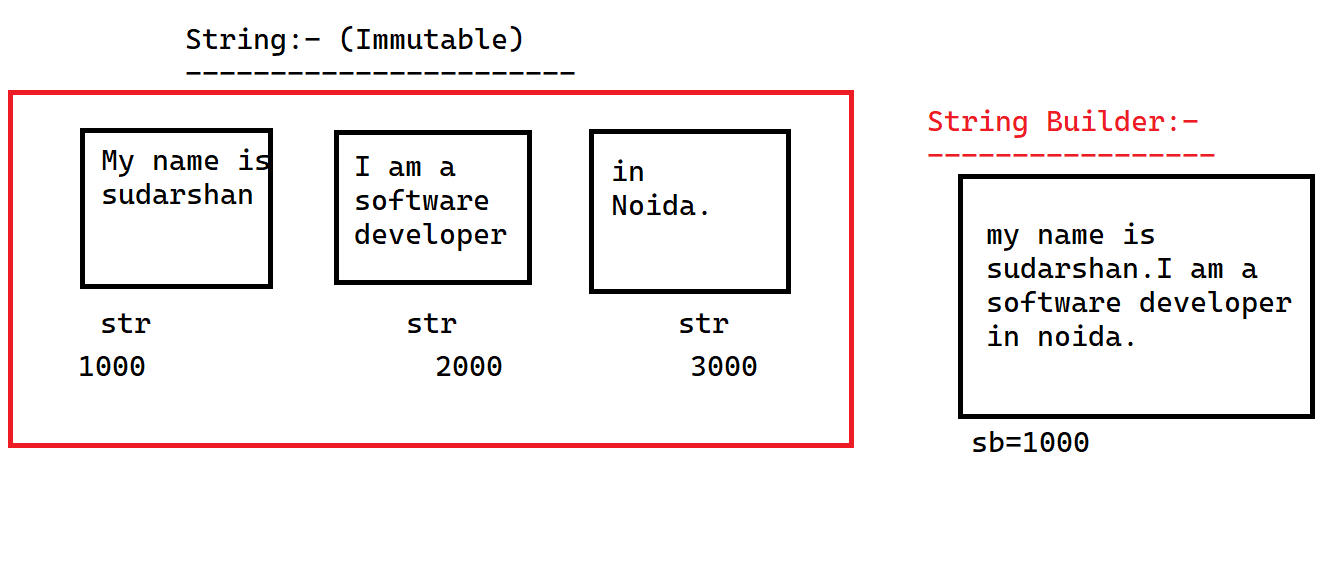 String:- (Immutable)
-----------------------
My name is
sudarshan
str
1000
I am a
software
developer
str
2000
in
Noida.
str
3000
String Builder:-
-----------------
my name is
sudarshan.I am a
software developer
in noida.
sb=1000